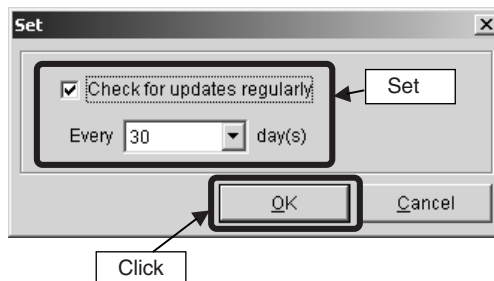 Set
Check for updates regularly
Set
Every 30 day(s)
OK
Cancel
Click